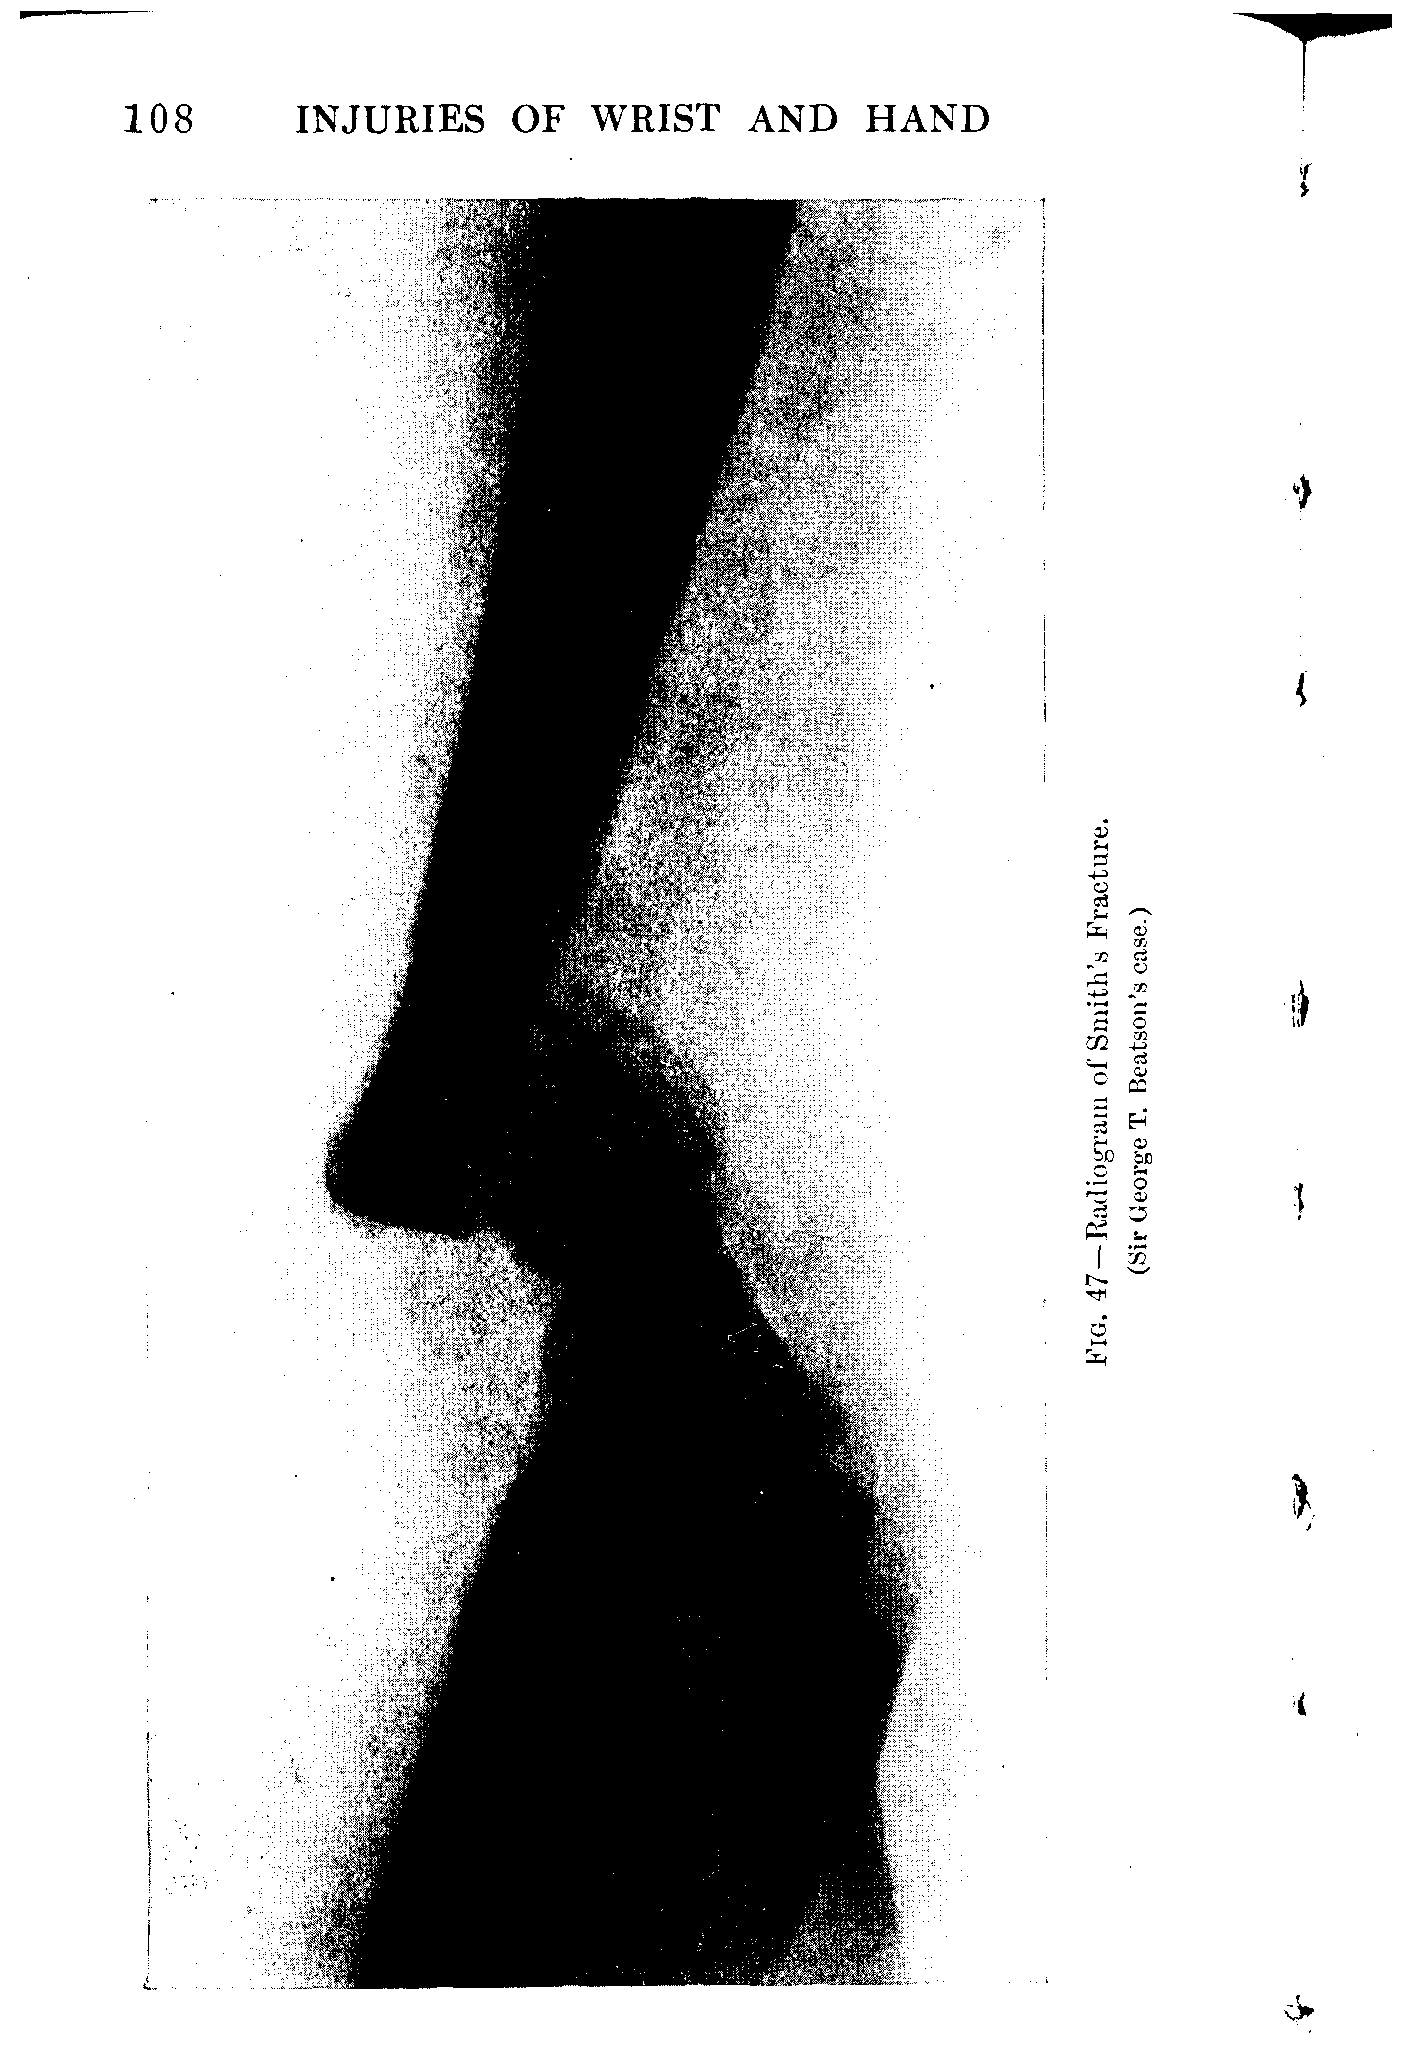 108 INJURIES OF WRIST AND HAND
FIG. 47—Radiogram of Smith's Fracture.
(Sir George T. Beatson's case.)